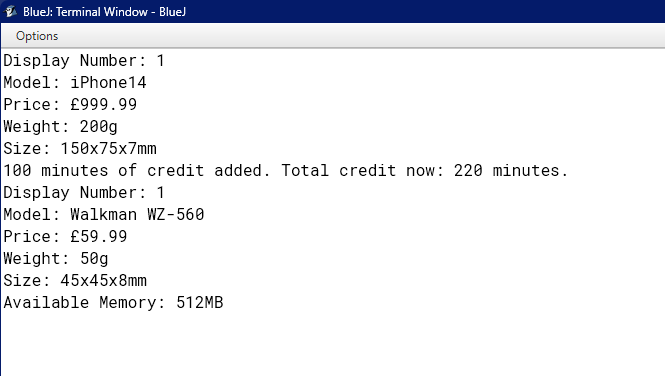 BlueJ: Terminal Window - BlueJ
Options
Display Number: 1
Model: iPhone14
Price: £999.99
Weight: 200g
Size: 150x75x7mm
100 minutes of credit added. Total credit now: 220 minutes.
Display Number: 1
Model: Walkman WZ-560
Price: £59.99
Weight: 50g
Size: 45x45x8mm
Available Memory: 512MB